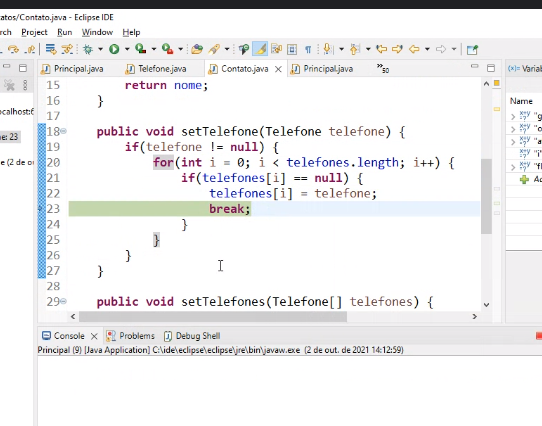 tatos/Contato.java - Eclipse IDE
rch Project Run Window Help
Principal.java Telefone.java Contato.java Principal.java »50 (x)= Variab
15 return nome;
16 }
17
18 public void setTelefone(Telefone telefone) {
19 if(telefone != null) {
20 for(int i = 0; i < telefones.length; i++) {
21 if(telefones[i] == null) {
22 telefones[i] = telefone;
23 break;
24 }
25 }
26 }
27 }
28
29 public void setTelefones(Telefone[] telefones) {
ocalhost:6
ne: 23
e (2 de ou
Name
"g
"o
"a
"i"
"fl
Ad
Console Problems Debug Shell
Principal (9) [Java Application] C:\ide\eclipse\eclipse\jre\bin\javaw.exe (2 de out. de 2021 14:12:59)